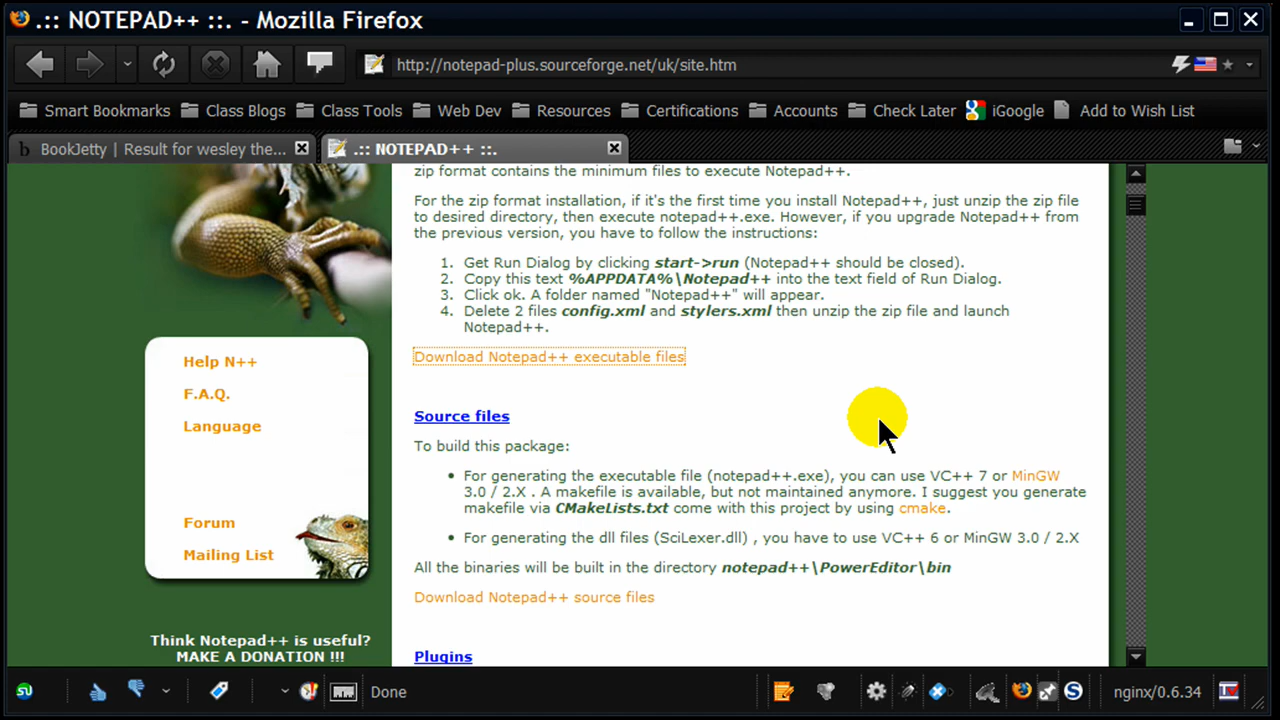 .:: NOTEPAD++ ::. - Mozilla Firefox
http://notepad-plus.sourceforge.net/uk/site.htm
Smart Bookmarks Class Blogs Class Tools Web Dev Resources Certifications Accounts Check Later iGoogle Add to Wish List
b BookJetty | Result for wesley the... .:: NOTEPAD++ ::.
zip format contains the minimum files to execute Notepad++.
For the zip format installation, if it's the first time you install Notepad++, just unzip the zip file
to desired directory, then execute notepad++.exe. However, if you upgrade Notepad++ from
the previous version, you have to follow the instructions:
1. Get Run Dialog by clicking start->run (Notepad++ should be closed).
2. Copy this text %APPDATA%\Notepad++ into the text field of Run Dialog.
3. Click ok. A folder named "Notepad++" will appear.
4. Delete 2 files config.xml and stylers.xml then unzip the zip file and launch
Notepad++.
Download Notepad++ executable files
Source files
To build this package:
• For generating the executable file (notepad++.exe), you can use VC++ 7 or MinGW
3.0 / 2.X . A makefile is available, but not maintained anymore. I suggest you generate
makefile via CMakeLists.txt come with this project by using cmake.
• For generating the dll files (SciLexer.dll) , you have to use VC++ 6 or MinGW 3.0 / 2.X
All the binaries will be built in the directory notepad++\PowerEditor\bin
Download Notepad++ source files
Plugins
Help N++
F.A.Q.
Language
Forum
Mailing List
Think Notepad++ is useful?
MAKE A DONATION !!!
Done
nginx/0.6.34